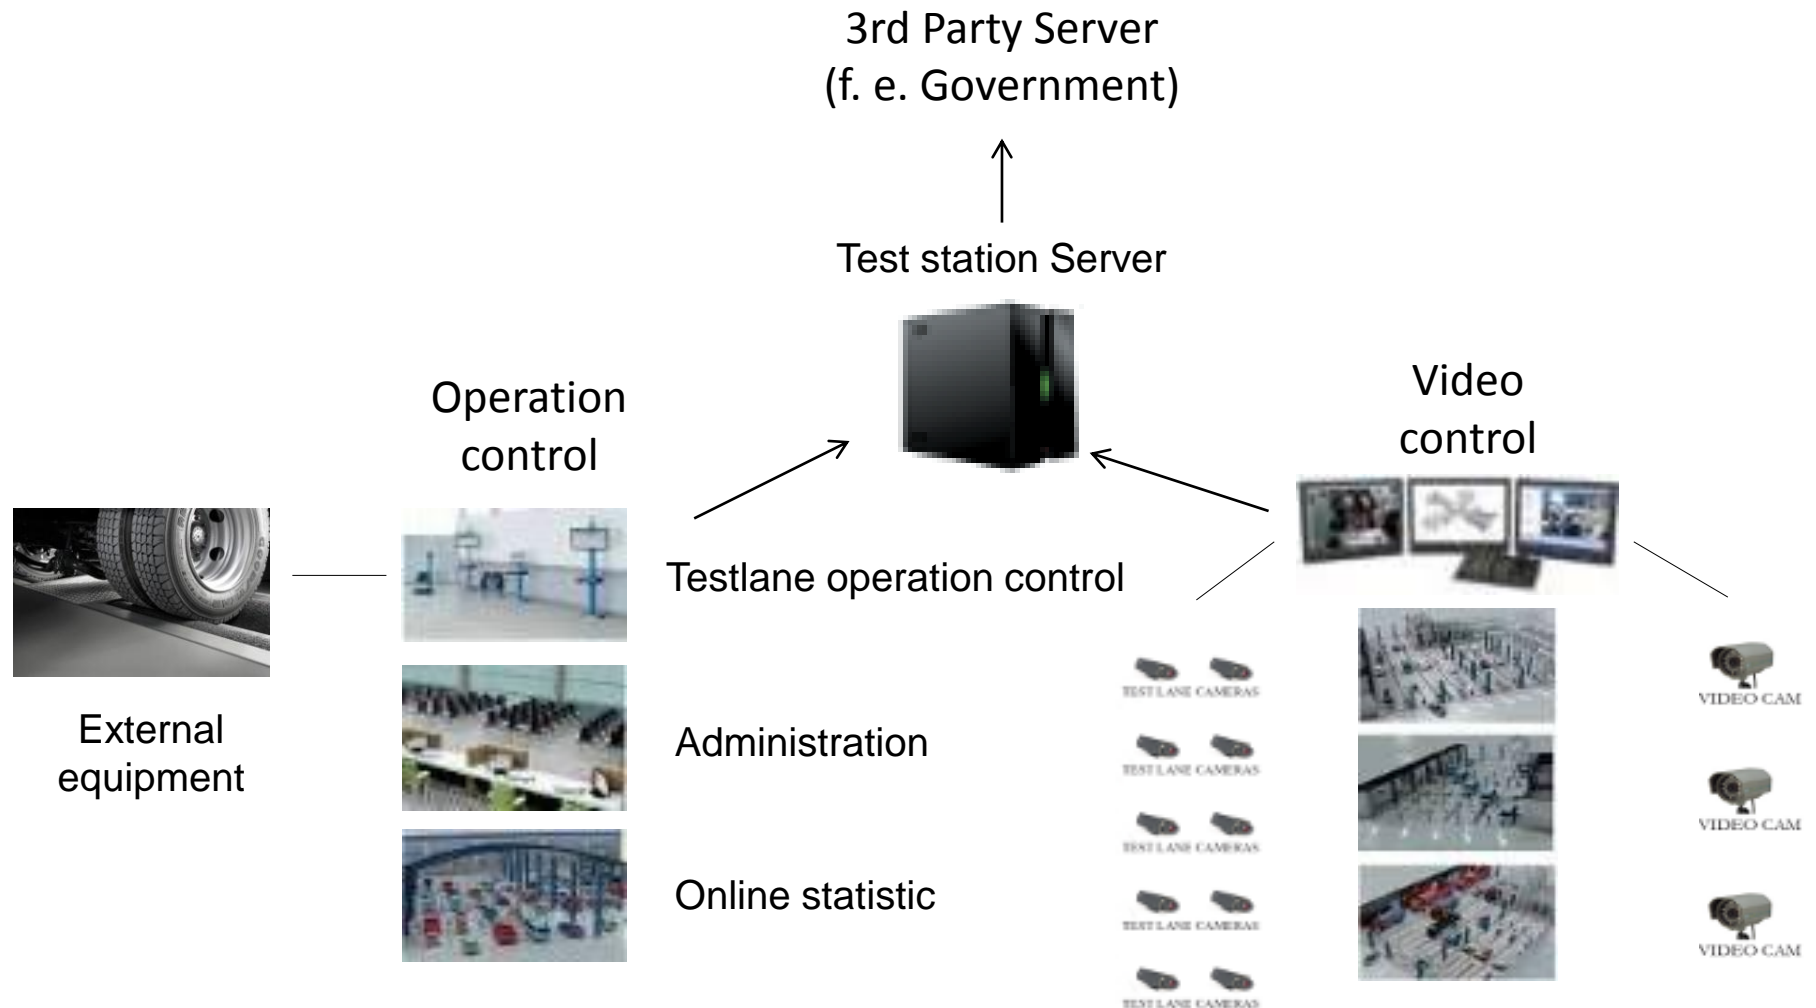 3rd Party Server
(f. e. Government)
Test station Server
Operation
control
Video
control
Testlane operation control
External
equipment
Administration
Online statistic
TEST LANE CAMERAS
TEST LANE CAMERAS
TEST LANE CAMERAS
TEST LANE CAMERAS
TEST LANE CAMERAS
VIDEO CAM
VIDEO CAM
VIDEO CAM